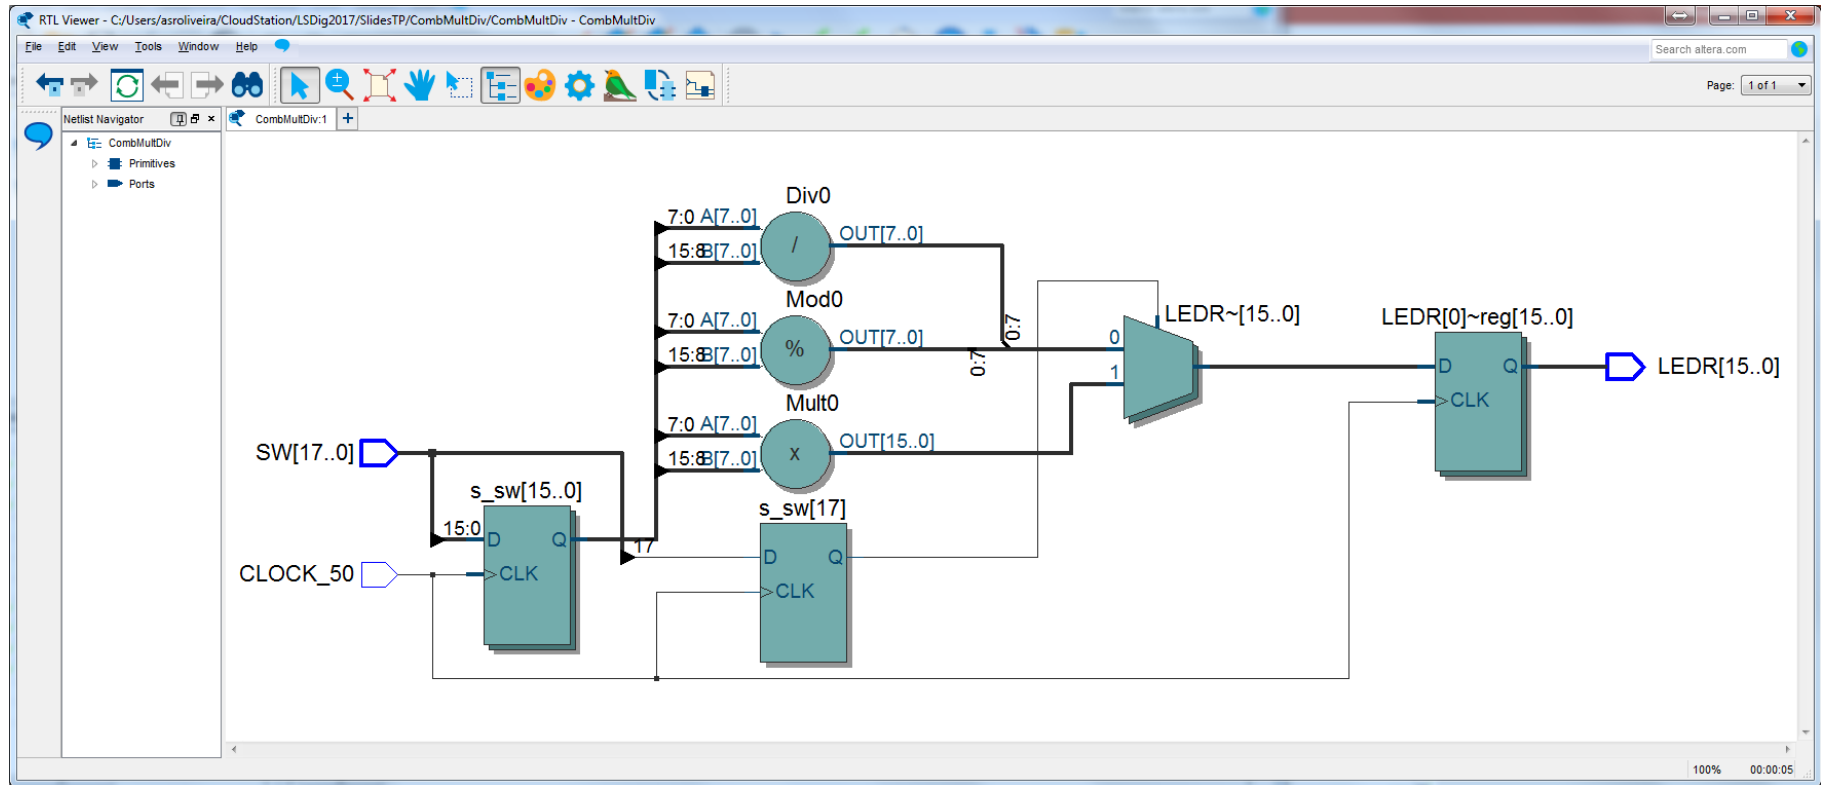 RTL Viewer - C:/Users/asroliveira/CloudStation/LSDig2017/SlidesTP/CombMultDiv/CombMultDiv - CombMultDiv
File Edit View Tools Window Help
Search altera.com
Page: 1 of 1
Netlist Navigator
CombMultDiv:1
CombMultDiv
Primitives
Ports
Div0
7:0 A[7..0]
15:8 B[7..0]
/
OUT[7..0]
Mod0
7:0 A[7..0]
15:8 B[7..0]
%
OUT[7..0]
0:7
0:7
Mult0
7:0 A[7..0]
15:8 B[7..0]
x
OUT[15..0]
0
1
LEDR~[15..0]
LEDR[0]~reg[15..0]
D
Q
CLK
LEDR[15..0]
SW[17..0]
s_sw[15..0]
15:0
D
Q
CLK
CLOCK_50
17
s_sw[17]
D
Q
CLK
100%
00:00:05